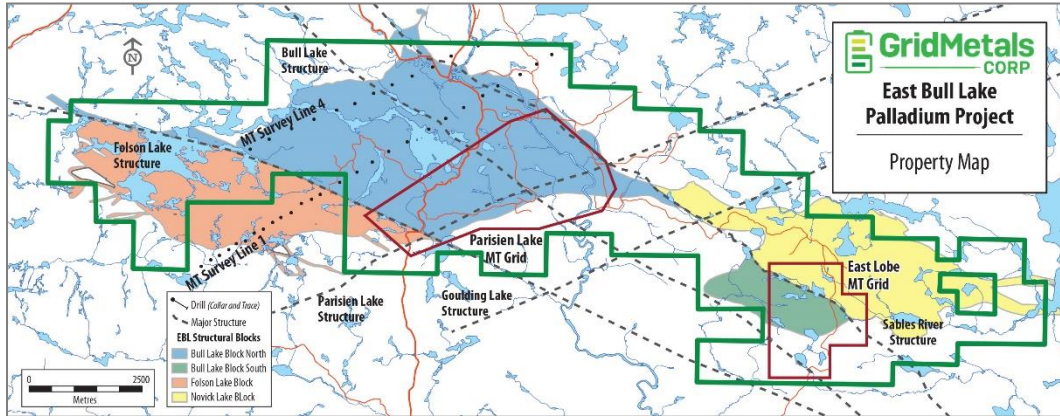 GridMetals
CORP
East Bull Lake
Palladium Project
Property Map
N
Bull Lake
Structure
MT Survey Line 4
Folson Lake
Structure
MT Survey Line 1
Parisien Lake
MT Grid
Parisien Lake
Structure
Goulding Lake
Structure
East Lobe
MT Grid
Sables River
Structure
Drill (Collar and Trace)
Major Structure
EBL Structural Blocks
Bull Lake Block North
Bull Lake Block South
Folson Lake Block
Novick Lake BLock
0 2500
Metres